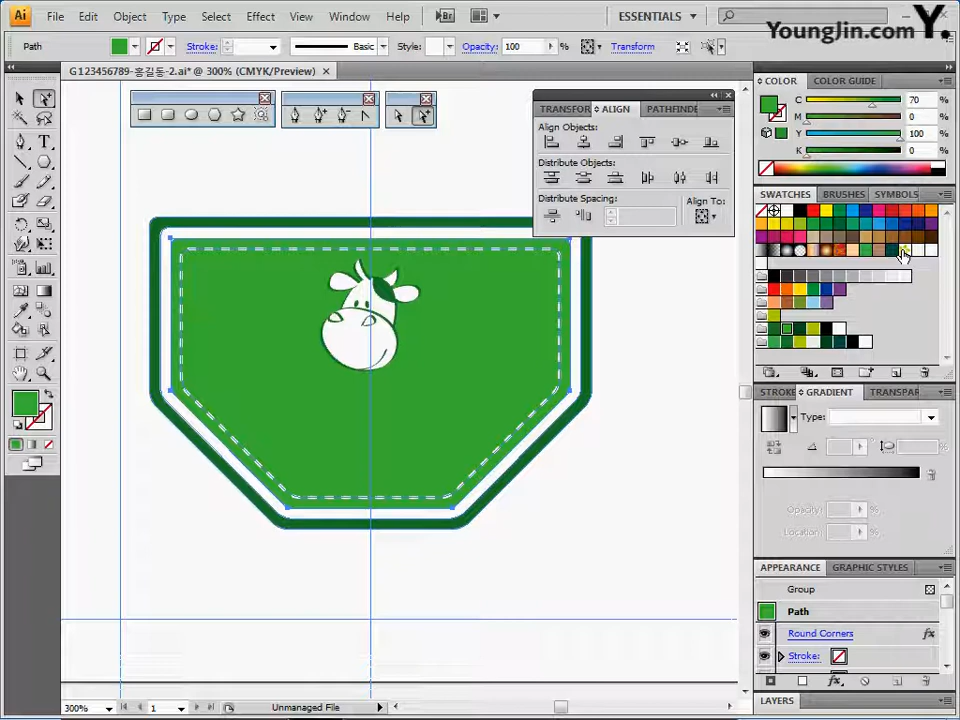 Ai File Edit Object Type Select Effect View Window Help Br ESSENTIALS
YoungJin.com Y.
Path Stroke: Basic Style: Opacity: 100 % Transform
G123456789-홍길동-2.ai* @ 300% (CMYK/Preview) ×
COLOR COLOR GUIDE
C 70 %
M 0 %
Y 100 %
K 0 %
TRANSFOR ALIGN PATHFINDE
Align Objects:
Distribute Objects:
Distribute Spacing: Align To:
SWATCHES BRUSHES SYMBOLS
STROKE GRADIENT TRANSPAR
Type:
%
Opacity: %
Location: %
APPEARANCE GRAPHIC STYLES
Group
Path
Round Corners fx
Stroke:
fx
LAYERS
300% 1 Unmanaged File